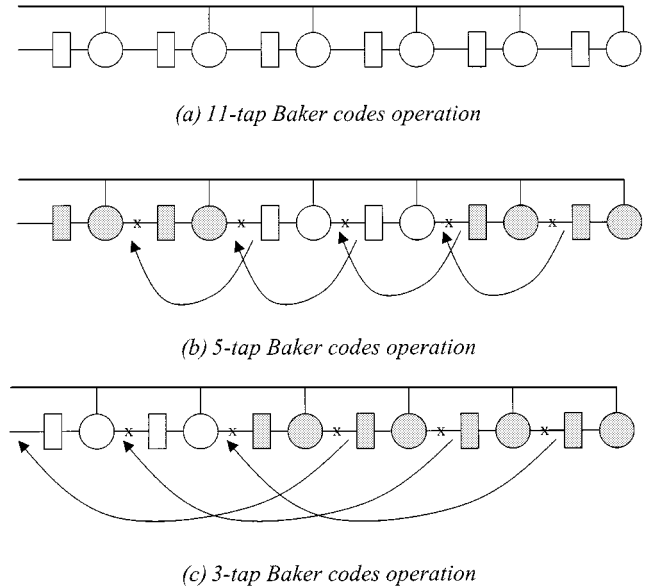 (a) 11-tap Baker codes operation
x x x x x
(b) 5-tap Baker codes operation
x x x x x
(c) 3-tap Baker codes operation